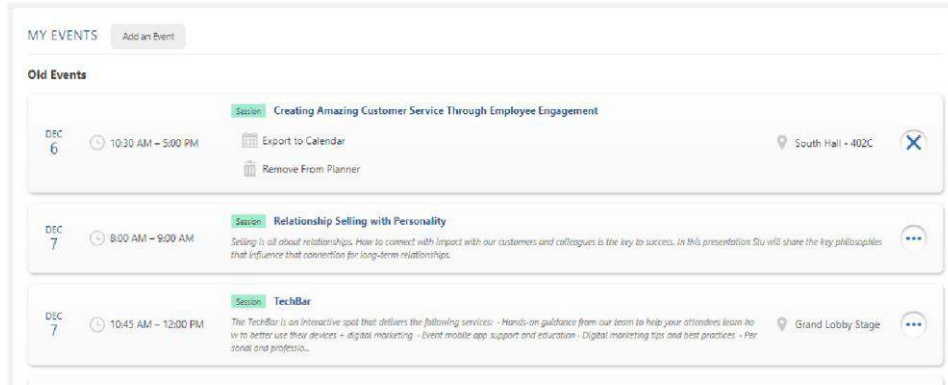 MY EVENTS Add an Event
Old Events
Session Creating Amazing Customer Service Through Employee Engagement
DEC
6
10:30 AM – 5:00 PM
Export to Calendar
South Hall - 402C
Remove From Planner
Session Relationship Selling with Personality
DEC
7
8:00 AM – 9:00 AM
Selling is all about relationships. How to connect with impact with our customers and colleagues is the key to success. In this presentation Stu will share the key philosophies
that influence that connection for long-term relationships.
Session TechBar
DEC
7
10:45 AM – 12:00 PM
The TechBar is an interactive spot that delivers the following services: - Hands-on guidance from our team to help your attendees learn ho
w to better use their devices + digital marketing - Event mobile app support and education - Digital marketing tips and best practices - Per
sonal and professio...
Grand Lobby Stage